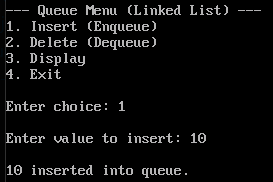 --- Queue Menu (Linked List) ---
1. Insert (Enqueue)
2. Delete (Dequeue)
3. Display
4. Exit
Enter choice: 1
Enter value to insert: 10
10 inserted into queue.